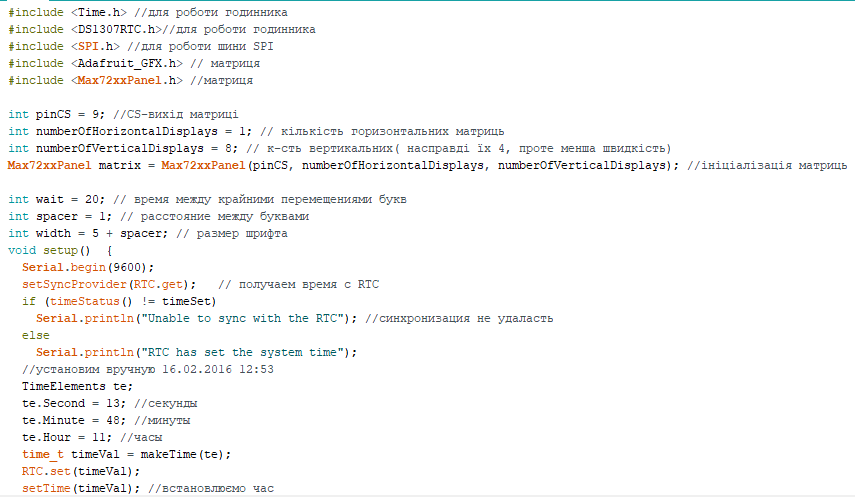 #include <Time.h> //для роботи годинника
#include <DS1307RTC.h>//для роботи годинника
#include <SPI.h> //для роботи шини SPI
#include <Adafruit_GFX.h> // матриця
#include <Max72xxPanel.h> //матриця
int pinCS = 9; //CS-вихід матриці
int numberOfHorizontalDisplays = 1; // кількість горизонтальних матриць
int numberOfVerticalDisplays = 8; // к-сть вертикальних( насправді їх 4, проте менша швидкість)
Max72xxPanel matrix = Max72xxPanel(pinCS, numberOfHorizontalDisplays, numberOfVerticalDisplays); //ініціалізація матриць
int wait = 20; // время между крайними перемещениями букв
int spacer = 1; // расстояние между буквами
int width = 5 + spacer; // размер шрифта
void setup()  {
  Serial.begin(9600);
  setSyncProvider(RTC.get);   // получаем время с RTC
  if (timeStatus() != timeSet)
    Serial.println("Unable to sync with the RTC"); //синхронизация не удаласть
  else
    Serial.println("RTC has set the system time");
  //установим вручную 16.02.2016 12:53
  TimeElements te;
  te.Second = 13; //секунды
  te.Minute = 48; //минуты
  te.Hour = 11; //часы
  time_t timeVal = makeTime(te);
  RTC.set(timeVal);
  setTime(timeVal); //встановлюємо час